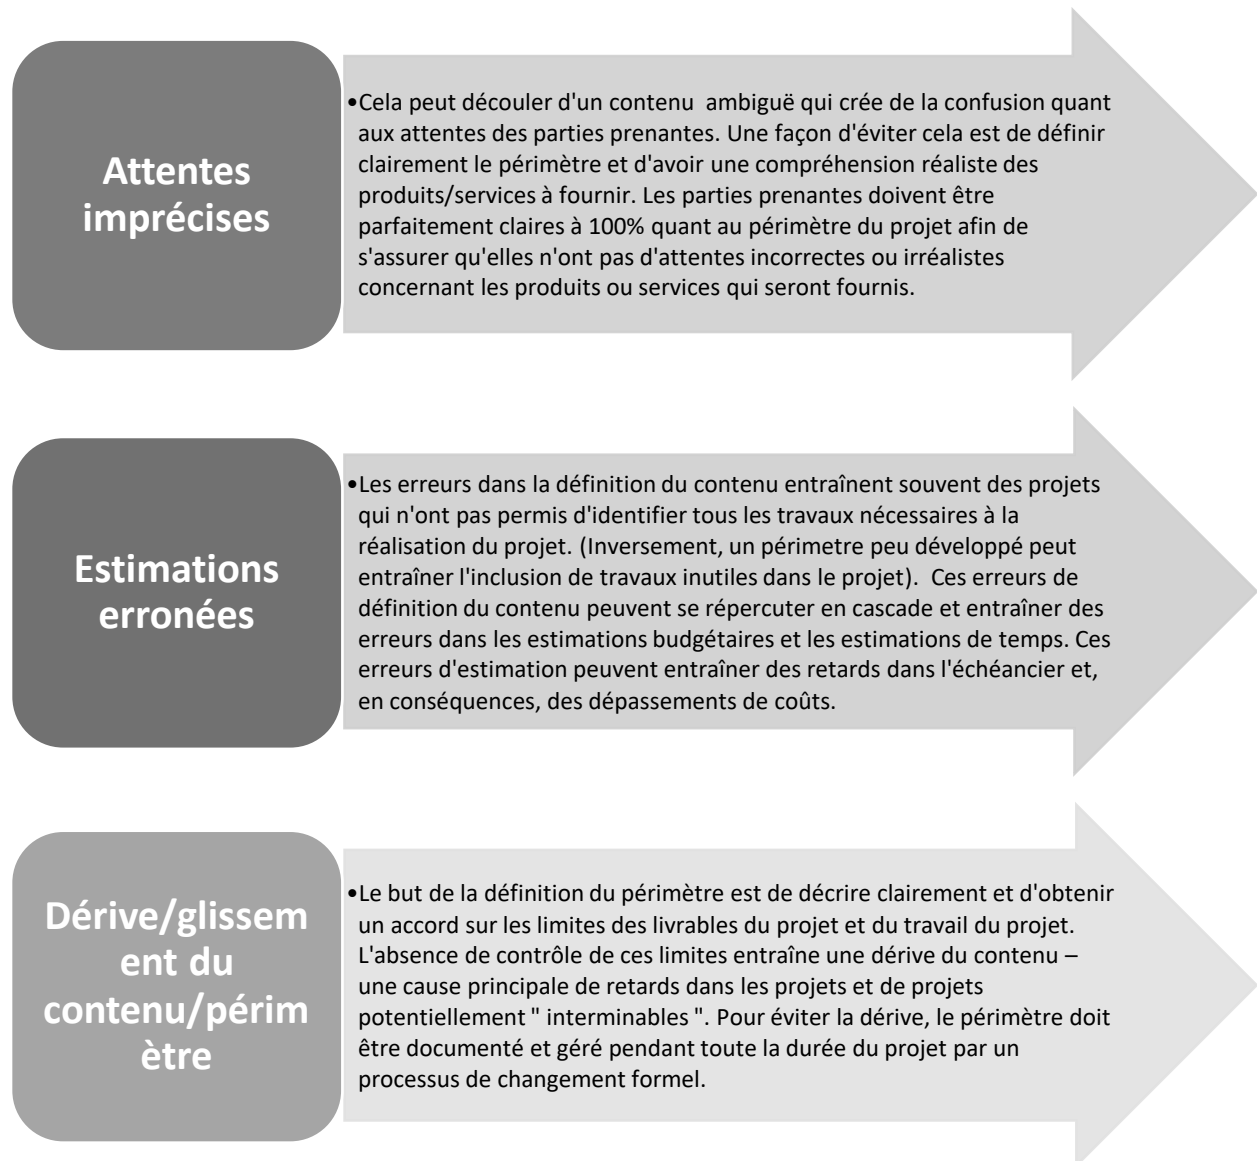 Attentes
imprécises
•Cela peut découler d'un contenu  ambiguë qui crée de la confusion quant
aux attentes des parties prenantes. Une façon d'éviter cela est de définir
clairement le périmètre et d'avoir une compréhension réaliste des
produits/services à fournir. Les parties prenantes doivent être
parfaitement claires à 100% quant au périmètre du projet afin de
s'assurer qu'elles n'ont pas d'attentes incorrectes ou irréalistes
concernant les produits ou services qui seront fournis.
Estimations
erronées
•Les erreurs dans la définition du contenu entraînent souvent des projets
qui n'ont pas permis d'identifier tous les travaux nécessaires à la
réalisation du projet. (Inversement, un périmetre peu développé peut
entraîner l'inclusion de travaux inutiles dans le projet).  Ces erreurs de
définition du contenu peuvent se répercuter en cascade et entraîner des
erreurs dans les estimations budgétaires et les estimations de temps. Ces
erreurs d'estimation peuvent entraîner des retards dans l'échéancier et,
en conséquences, des dépassements de coûts.
Dérive/glissem
ent du
contenu/périm
ètre
•Le but de la définition du périmètre est de décrire clairement et d'obtenir
un accord sur les limites des livrables du projet et du travail du projet.
L'absence de contrôle de ces limites entraîne une dérive du contenu –
une cause principale de retards dans les projets et de projets
potentiellement " interminables ". Pour éviter la dérive, le périmètre doit
être documenté et géré pendant toute la durée du projet par un
processus de changement formel.